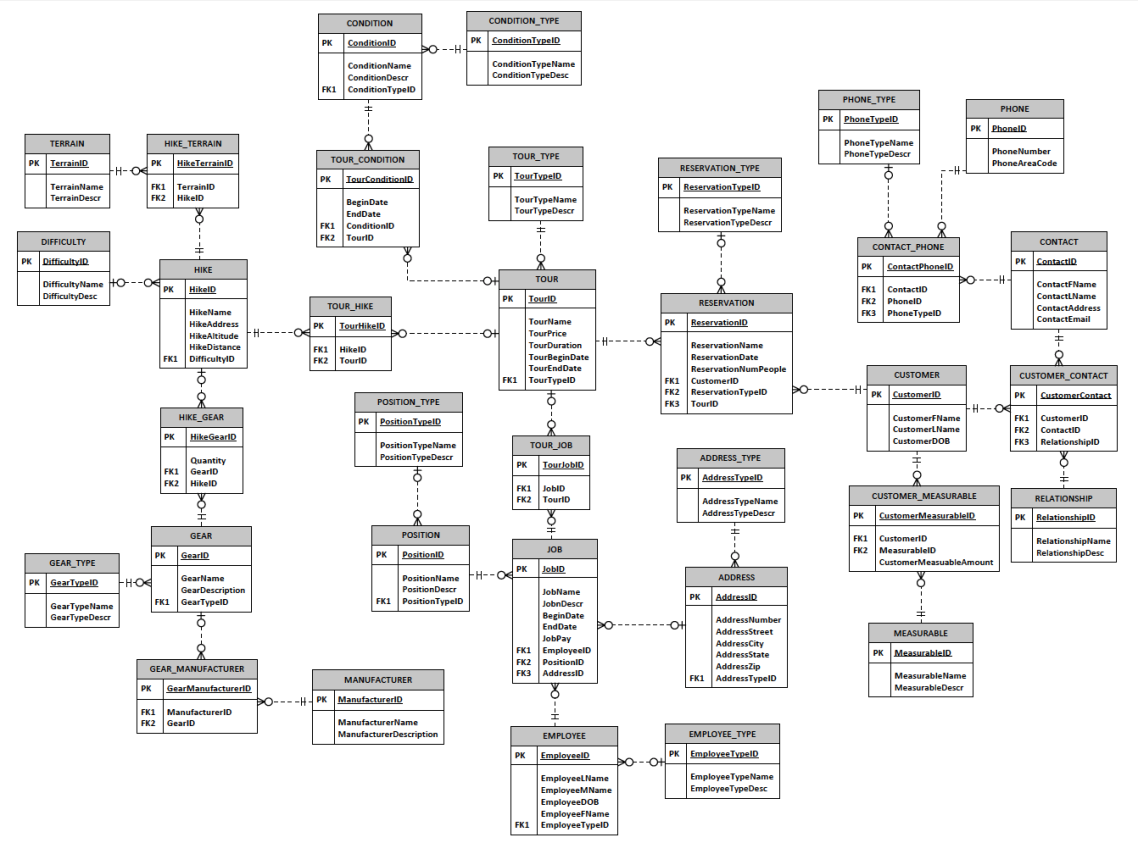 CONDITION
PK ConditionID
ConditionName
ConditionDescr
FK1 ConditionTypeID
CONDITION_TYPE
PK ConditionTypeID
ConditionTypeName
ConditionTypeDesc
PHONE_TYPE
PK PhoneTypeID
PhoneTypeName
PhoneTypeDescr
PHONE
PK PhoneID
PhoneNumber
PhoneAreaCode
TERRAIN
PK TerrainID
TerrainName
TerrainDescr
HIKE_TERRAIN
PK HikeTerrainID
FK1 TerrainID
FK2 HikeID
TOUR_CONDITION
PK TourConditionID
BeginDate
EndDate
FK1 ConditionID
FK2 TourID
TOUR_TYPE
PK TourTypeID
TourTypeName
TourTypeDescr
RESERVATION_TYPE
PK ReservationTypeID
ReservationTypeName
ReservationTypeDescr
DIFFICULTY
PK DifficultyID
DifficultyName
DifficultyDesc
HIKE
PK HikeID
HikeName
HikeAddress
HikeAltitude
HikeDistance
FK1 DifficultyID
CONTACT_PHONE
PK ContactPhoneID
FK1 ContactID
FK2 PhoneID
FK3 PhoneTypeID
CONTACT
PK ContactID
ContactFName
ContactLName
ContactAddress
ContactEmail
TOUR_HIKE
PK TourHikeID
FK1 HikeID
FK2 TourID
TOUR
PK TourID
TourName
TourPrice
TourDuration
TourBeginDate
TourEndDate
FK1 TourTypeID
RESERVATION
PK ReservationID
ReservationName
ReservationDate
ReservationNumPeople
FK1 CustomerID
FK2 ReservationTypeID
FK3 TourID
CUSTOMER
PK CustomerID
CustomerFName
CustomerLName
CustomerDOB
CUSTOMER_CONTACT
PK CustomerContact
FK1 CustomerID
FK2 ContactID
FK3 RelationshipID
HIKE_GEAR
PK HikeGearID
Quantity
FK1 GearID
FK2 HikeID
POSITION_TYPE
PK PositionTypeID
PositionTypeName
PositionTypeDescr
TOUR_JOB
PK TourJobID
FK1 JobID
FK2 TourID
ADDRESS_TYPE
PK AddressTypeID
AddressTypeName
AddressTypeDescr
CUSTOMER_MEASURABLE
PK CustomerMeasurableID
FK1 CustomerID
FK2 MeasurableID
CustomerMeasuableAmount
RELATIONSHIP
PK RelationshipID
RelationshipName
RelationshipDesc
GEAR_TYPE
PK GearTypeID
GearTypeName
GearTypeDescr
GEAR
PK GearID
GearName
GearDescription
FK1 GearTypeID
POSITION
PK PositionID
PositionName
PositionDescr
FK1 PositionTypeID
JOB
PK JobID
JobName
JobnDescr
BeginDate
EndDate
JobPay
FK1 EmployeeID
FK2 PositionID
FK3 AddressID
ADDRESS
PK AddressID
AddressNumber
AddressStreet
AddressCity
AddressState
AddressZip
FK1 AddressTypeID
MEASURABLE
PK MeasurableID
MeasurableName
MeasurableDescr
GEAR_MANUFACTURER
PK GearManufacturerID
FK1 ManufacturerID
FK2 GearID
MANUFACTURER
PK ManufacturerID
ManufacturerName
ManufacturerDescription
EMPLOYEE
PK EmployeeID
EmployeeLName
EmployeeMName
EmployeeDOB
EmployeeFName
FK1 EmployeeTypeID
EMPLOYEE_TYPE
PK EmployeeTypeID
EmployeeTypeName
EmployeeTypeDesc